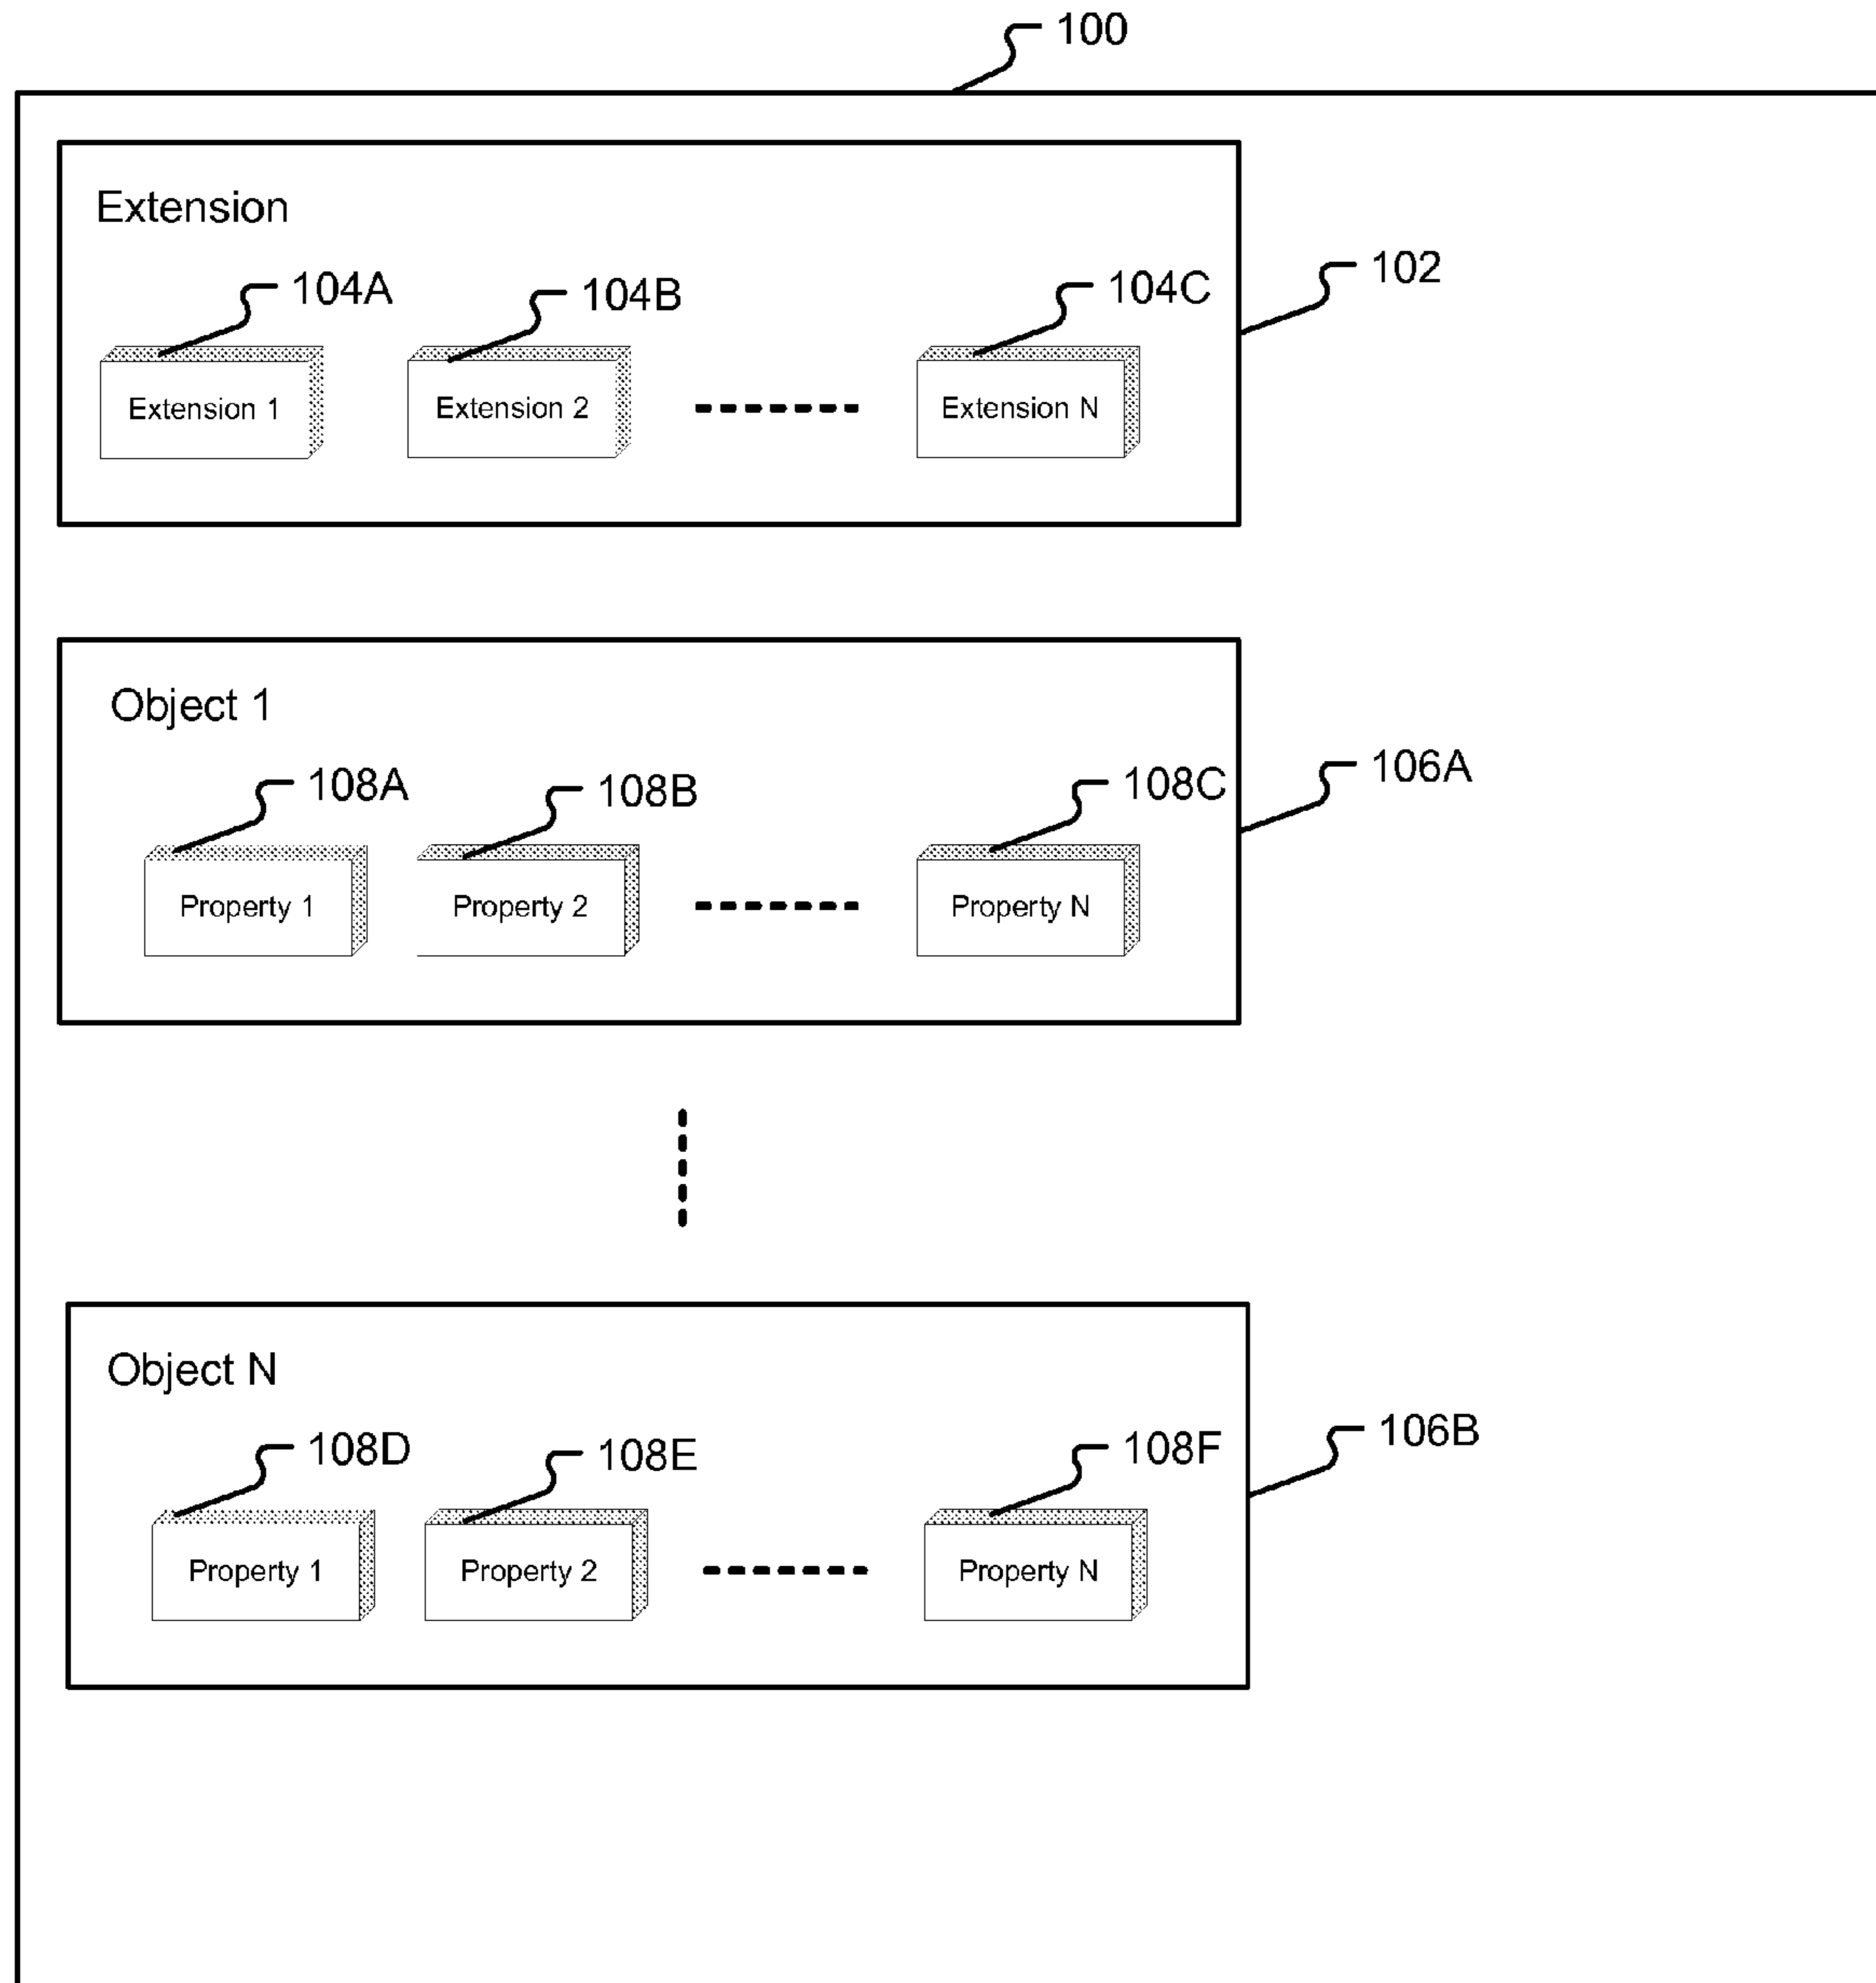 100
Extension
102
104A
104B
104C
Extension 1
Extension 2
Extension N
Object 1
106A
108A
108B
108C
Property 1
Property 2
Property N
Object N
106B
108D
108E
108F
Property 1
Property 2
Property N